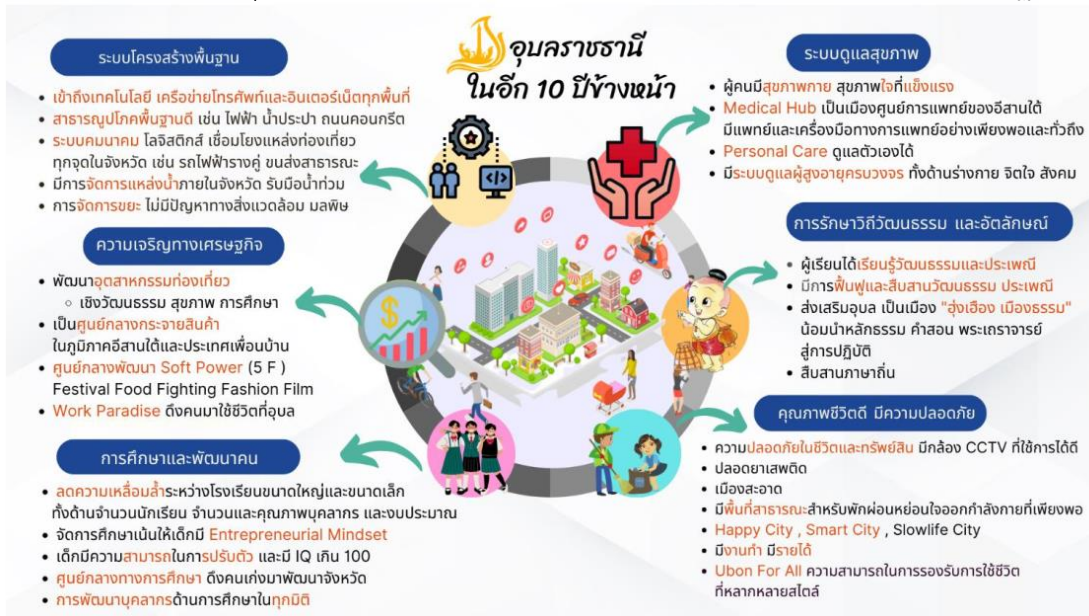 อุบลราชธานี
ในอีก 10 ปีข้างหน้า
ระบบโครงสร้างพื้นฐาน
• เข้าถึงเทคโนโลยี เครือข่ายโทรศัพท์และอินเตอร์เน็ตทุกพื้นที่
• สาธารณูปโภคพื้นฐานดี เช่น ไฟฟ้า น้ำประปา ถนนคอนกรีต
• ระบบคมนาคม โลจิสติกส์ เชื่อมโยงแหล่งท่องเที่ยว
ทุกจุดในจังหวัด เช่น รถไฟฟ้ารางคู่ ขนส่งสาธารณะ
• มีการจัดการแหล่งน้ำภายในจังหวัด รับมือน้ำท่วม
• การจัดการขยะ ไม่มีปัญหาทางสิ่งแวดล้อม มลพิษ
ความเจริญทางเศรษฐกิจ
• พัฒนาอุตสาหกรรมท่องเที่ยว
○ เชิงวัฒนธรรม สุขภาพ การศึกษา
• เป็นศูนย์กลางกระจายสินค้า
ในภูมิภาคอีสานใต้และประเทศเพื่อนบ้าน
• ศูนย์กลางพัฒนา Soft Power (5 F )
Festival Food Fighting Fashion Film
• Work Paradise ดึงคนมาใช้ชีวิตที่อุบล
การศึกษาและพัฒนาคน
• ลดความเหลื่อมล้ำระหว่างโรงเรียนขนาดใหญ่และขนาดเล็ก
ทั้งด้านจำนวนนักเรียน จำนวนและคุณภาพบุคลากร และงบประมาณ
• จัดการศึกษาเน้นให้เด็กมี Entrepreneurial Mindset
• เด็กมีความสามารถในการปรับตัว และมี IQ เกิน 100
• ศูนย์กลางทางการศึกษา ดึงคนเก่งมาพัฒนาจังหวัด
• การพัฒนาบุคลากรด้านการศึกษาในทุกมิติ
ระบบดูแลสุขภาพ
• ผู้คนมีสุขภาพกาย สุขภาพใจที่แข็งแรง
• Medical Hub เป็นเมืองศูนย์การแพทย์ของอีสานใต้
มีแพทย์และเครื่องมือทางการแพทย์อย่างเพียงพอและทั่วถึง
• Personal Care ดูแลตัวเองได้
• มีระบบดูแลผู้สูงอายุครบวงจร ทั้งด้านร่างกาย จิตใจ สังคม
การรักษาวิถีวัฒนธรรม และอัตลักษณ์
• ผู้เรียนได้เรียนรู้วัฒนธรรมและประเพณี
• มีการฟื้นฟูและสืบสานวัฒนธรรม ประเพณี
• ส่งเสริมอุบล เป็นเมือง "ฮุ่งเฮือง เมืองธรรม"
น้อมนำหลักธรรม คำสอน พระเถราจารย์
สู่การปฏิบัติ
• สืบสานภาษาถิ่น
คุณภาพชีวิตดี มีความปลอดภัย
• ความปลอดภัยในชีวิตและทรัพย์สิน มีกล้อง CCTV ที่ใช้การได้ดี
• ปลอดยาเสพติด
• เมืองสะอาด
• มีพื้นที่สาธารณะสำหรับพักผ่อนหย่อนใจออกกำลังกายที่เพียงพอ
• Happy City , Smart City , Slowlife City
• มีงานทำ มีรายได้
• Ubon For All ความสามารถในการรองรับการใช้ชีวิต
ที่หลากหลายสไตล์